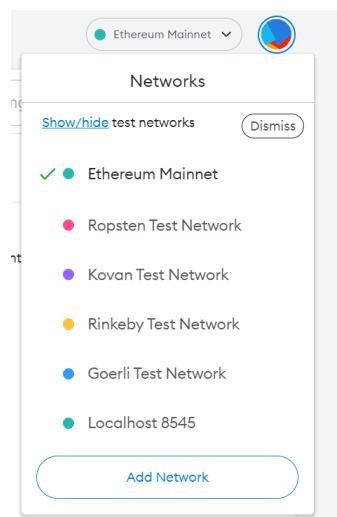 Ethereum Mainnet
Networks
Show/hide test networks
Dismiss
Ethereum Mainnet
Ropsten Test Network
Kovan Test Network
Rinkeby Test Network
Goerli Test Network
Localhost 8545
Add Network